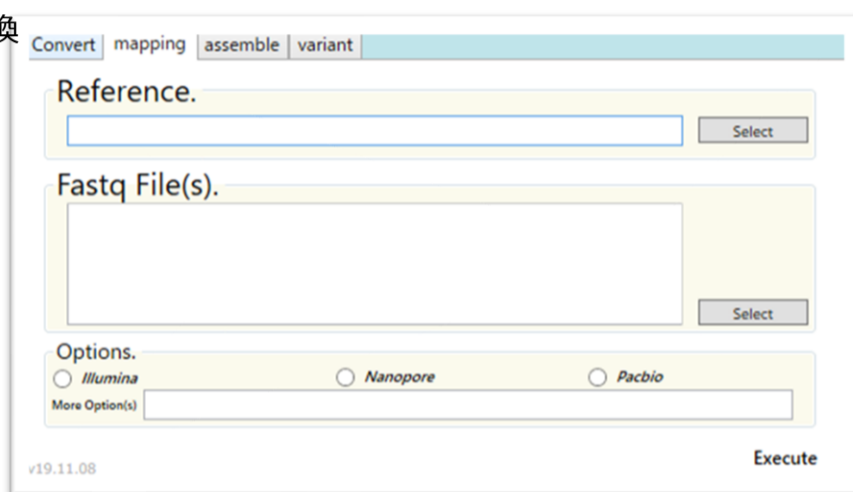 換
Convert mapping assemble variant
Reference.
Select
Fastq File(s).
Select
Options.
Illumina Nanopore Pacbio
More Option(s)
Execute
v19.11.08